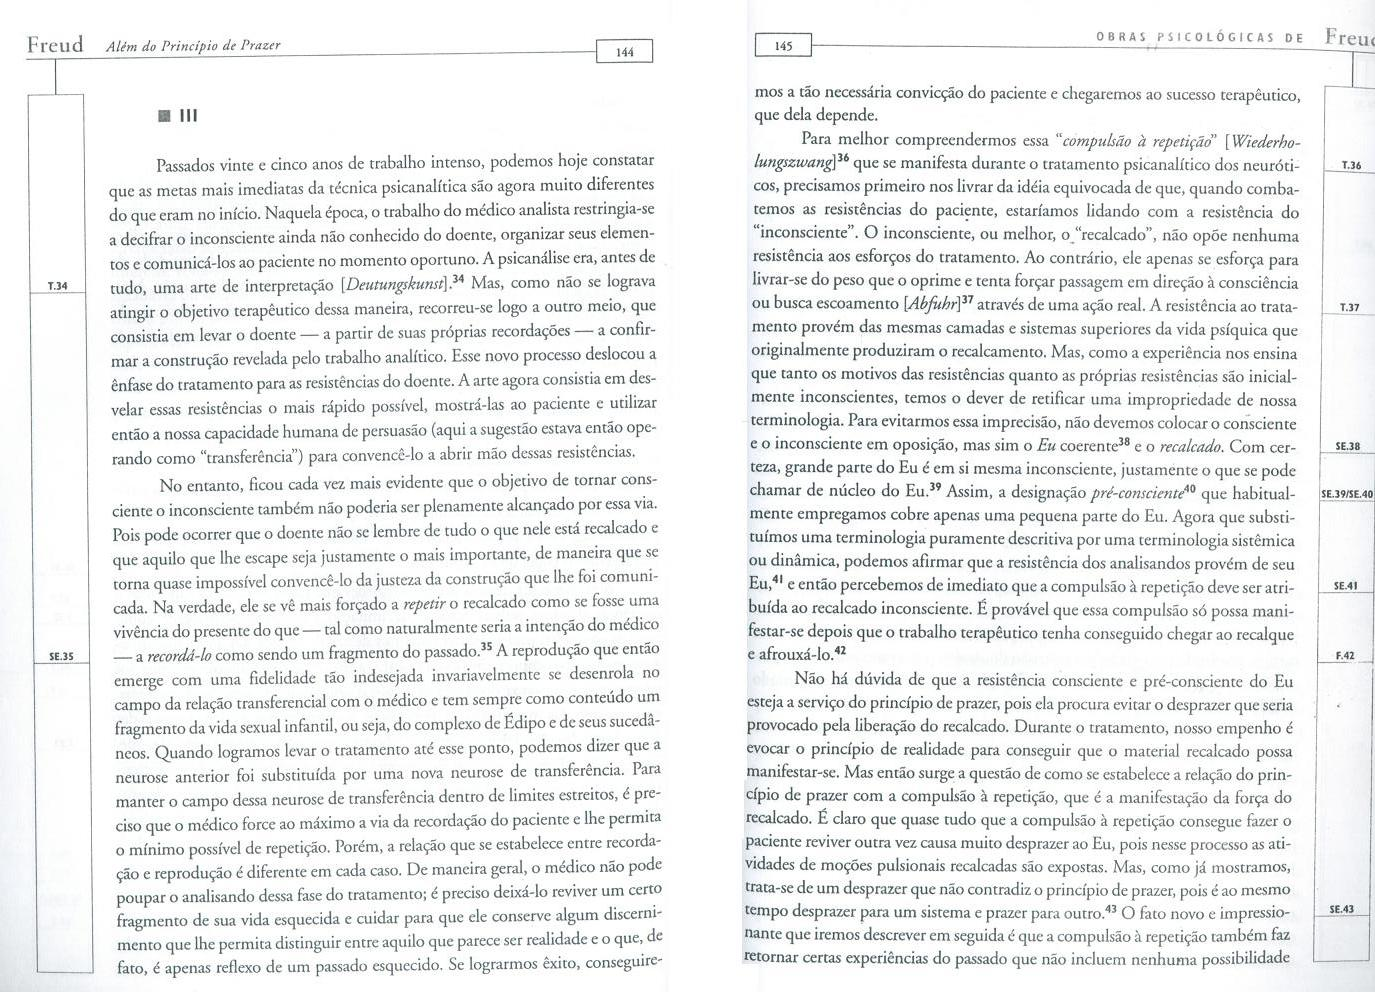 Freud Além do Princípio de Prazer 144
■ III
Passados vinte e cinco anos de trabalho intenso, podemos hoje constatar
que as metas mais imediatas da técnica psicanalítica são agora muito diferentes
do que eram no início. Naquela época, o trabalho do médico analista restringia-se
a decifrar o inconsciente ainda não conhecido do doente, organizar seus elemen-
tos e comunicá-los ao paciente no momento oportuno. A psicanálise era, antes de
T.34
tudo, uma arte de interpretação [Deutungskunst].³⁴ Mas, como não se lograva
atingir o objetivo terapêutico dessa maneira, recorreu-se logo a outro meio, que
consistia em levar o doente — a partir de suas próprias recordações — a confir-
mar a construção revelada pelo trabalho analítico. Esse novo processo deslocou a
ênfase do tratamento para as resistências do doente. A arte agora consistia em des-
velar essas resistências o mais rápido possível, mostrá-las ao paciente e utilizar
então a nossa capacidade humana de persuasão (aqui a sugestão estava então ope-
rando como “transferência”) para convencê-lo a abrir mão dessas resistências.
No entanto, ficou cada vez mais evidente que o objetivo de tornar cons-
ciente o inconsciente também não poderia ser plenamente alcançado por essa via.
Pois pode ocorrer que o doente não se lembre de tudo o que nele está recalcado e
que aquilo que lhe escape seja justamente o mais importante, de maneira que se
torna quase impossível convencê-lo da justeza da construção que lhe foi comuni-
cada. Na verdade, ele se vê mais forçado a repetir o recalcado como se fosse uma
vivência do presente do que — tal como naturalmente seria a intenção do médico
SE.35
— a recordá-lo como sendo um fragmento do passado.³⁵ A reprodução que então
emerge com uma fidelidade tão indesejada invariavelmente se desenrola no
campo da relação transferencial com o médico e tem sempre como conteúdo um
fragmento da vida sexual infantil, ou seja, do complexo de Édipo e de seus sucedâ-
neos. Quando logramos levar o tratamento até esse ponto, podemos dizer que a
neurose anterior foi substituída por uma nova neurose de transferência. Para
manter o campo dessa neurose de transferência dentro de limites estreitos, é pre-
ciso que o médico force ao máximo a via da recordação do paciente e lhe permita
o mínimo possível de repetição. Porém, a relação que se estabelece entre recorda-
ção e reprodução é diferente em cada caso. De maneira geral, o médico não pode
poupar o analisando dessa fase do tratamento; é preciso deixá-lo reviver um certo
fragmento de sua vida esquecida e cuidar para que ele conserve algum discerni-
mento que lhe permita distinguir entre aquilo que parece ser realidade e o que, de
fato, é apenas reflexo de um passado esquecido. Se lograrmos êxito, conseguire-
145 OBRAS PSICOLÓGICAS DE Freud
mos a tão necessária convicção do paciente e chegaremos ao sucesso terapêutico,
que dela depende.
Para melhor compreendermos essa “compulsão à repetição” [Wiederho-
lungszwang]³⁶ que se manifesta durante o tratamento psicanalítico dos neuróti-
T.36
cos, precisamos primeiro nos livrar da idéia equivocada de que, quando comba-
temos as resistências do paciente, estaríamos lidando com a resistência do
“inconsciente”. O inconsciente, ou melhor, o “recalcado”, não opõe nenhuma
resistência aos esforços do tratamento. Ao contrário, ele apenas se esforça para
livrar-se do peso que o oprime e tenta forçar passagem em direção à consciência
ou busca escoamento [Abfuhr]³⁷ através de uma ação real. A resistência ao trata-
T.37
mento provém das mesmas camadas e sistemas superiores da vida psíquica que
originalmente produziram o recalcamento. Mas, como a experiência nos ensina
que tanto os motivos das resistências quanto as próprias resistências são inicial-
mente inconscientes, temos o dever de retificar uma impropriedade de nossa
terminologia. Para evitarmos essa imprecisão, não devemos colocar o consciente
e o inconsciente em oposição, mas sim o Eu coerente³⁸ e o recalcado. Com cer-
SE.38
teza, grande parte do Eu é em si mesma inconsciente, justamente o que se pode
chamar de núcleo do Eu.³⁹ Assim, a designação pré-consciente⁴⁰ que habitual-
SE.39/SE.40
mente empregamos cobre apenas uma pequena parte do Eu. Agora que substi-
tuímos uma terminologia puramente descritiva por uma terminologia sistêmica
ou dinâmica, podemos afirmar que a resistência dos analisandos provém de seu
Eu,⁴¹ e então percebemos de imediato que a compulsão à repetição deve ser atri-
SE.41
buída ao recalcado inconsciente. É provável que essa compulsão só possa mani-
festar-se depois que o trabalho terapêutico tenha conseguido chegar ao recalque
e afrouxá-lo.⁴²
F.42
Não há dúvida de que a resistência consciente e pré-consciente do Eu
esteja a serviço do princípio de prazer, pois ela procura evitar o desprazer que seria
provocado pela liberação do recalcado. Durante o tratamento, nosso empenho é
evocar o princípio de realidade para conseguir que o material recalcado possa
manifestar-se. Mas então surge a questão de como se estabelece a relação do prin-
cípio de prazer com a compulsão à repetição, que é a manifestação da força do
recalcado. É claro que quase tudo que a compulsão à repetição consegue fazer o
paciente reviver outra vez causa muito desprazer ao Eu, pois nesse processo as ati-
vidades de moções pulsionais recalcadas são expostas. Mas, como já mostramos,
trata-se de um desprazer que não contradiz o princípio de prazer, pois é ao mesmo
tempo desprazer para um sistema e prazer para outro.⁴³ O fato novo e impressio-
SE.43
nante que iremos descrever em seguida é que a compulsão à repetição também faz
retornar certas experiências do passado que não incluem nenhuma possibilidade